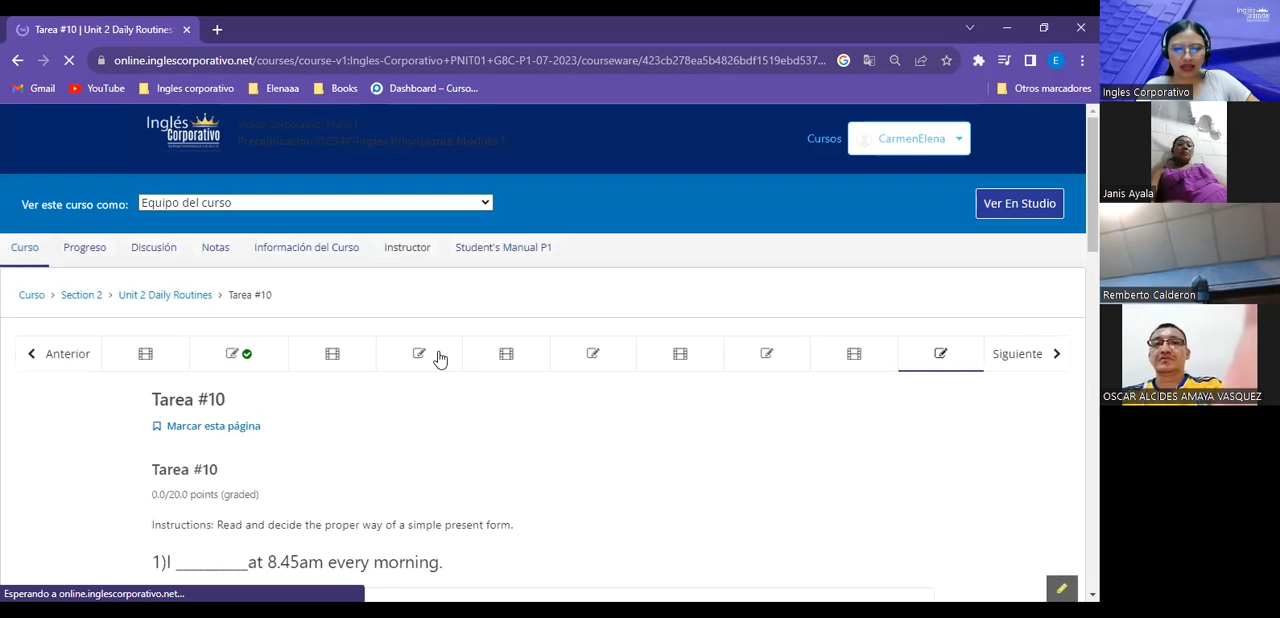 Tarea #10 | Unit 2 Daily Routines
online.inglescorporativo.net/courses/course-v1:Ingles-Corporativo+PNIT01+G8C-P1-07-2023/courseware/423cb278ea5b4826bdf1519ebd537...
E
Gmail
YouTube
Ingles corporativo
Elenaaa
Books
Dashboard – Curso...
Otros marcadores
Inglés
Corporativo
Cursos
CarmenElena
Ver este curso como:
Equipo del curso
Ver En Studio
Curso
Progreso
Discusión
Notas
Información del Curso
Instructor
Student's Manual P1
Curso > Section 2 > Unit 2 Daily Routines > Tarea #10
Anterior
Siguiente
Tarea #10
Marcar esta página
Tarea #10
0.0/20.0 points (graded)
Instructions: Read and decide the proper way of a simple present form.
1)I _________at 8.45am every morning.
Esperando a online.inglescorporativo.net...
Inglés
Ingles Corporativo
Janis Ayala
Remberto Calderon
OSCAR ALCIDES AMAYA VASQUEZ